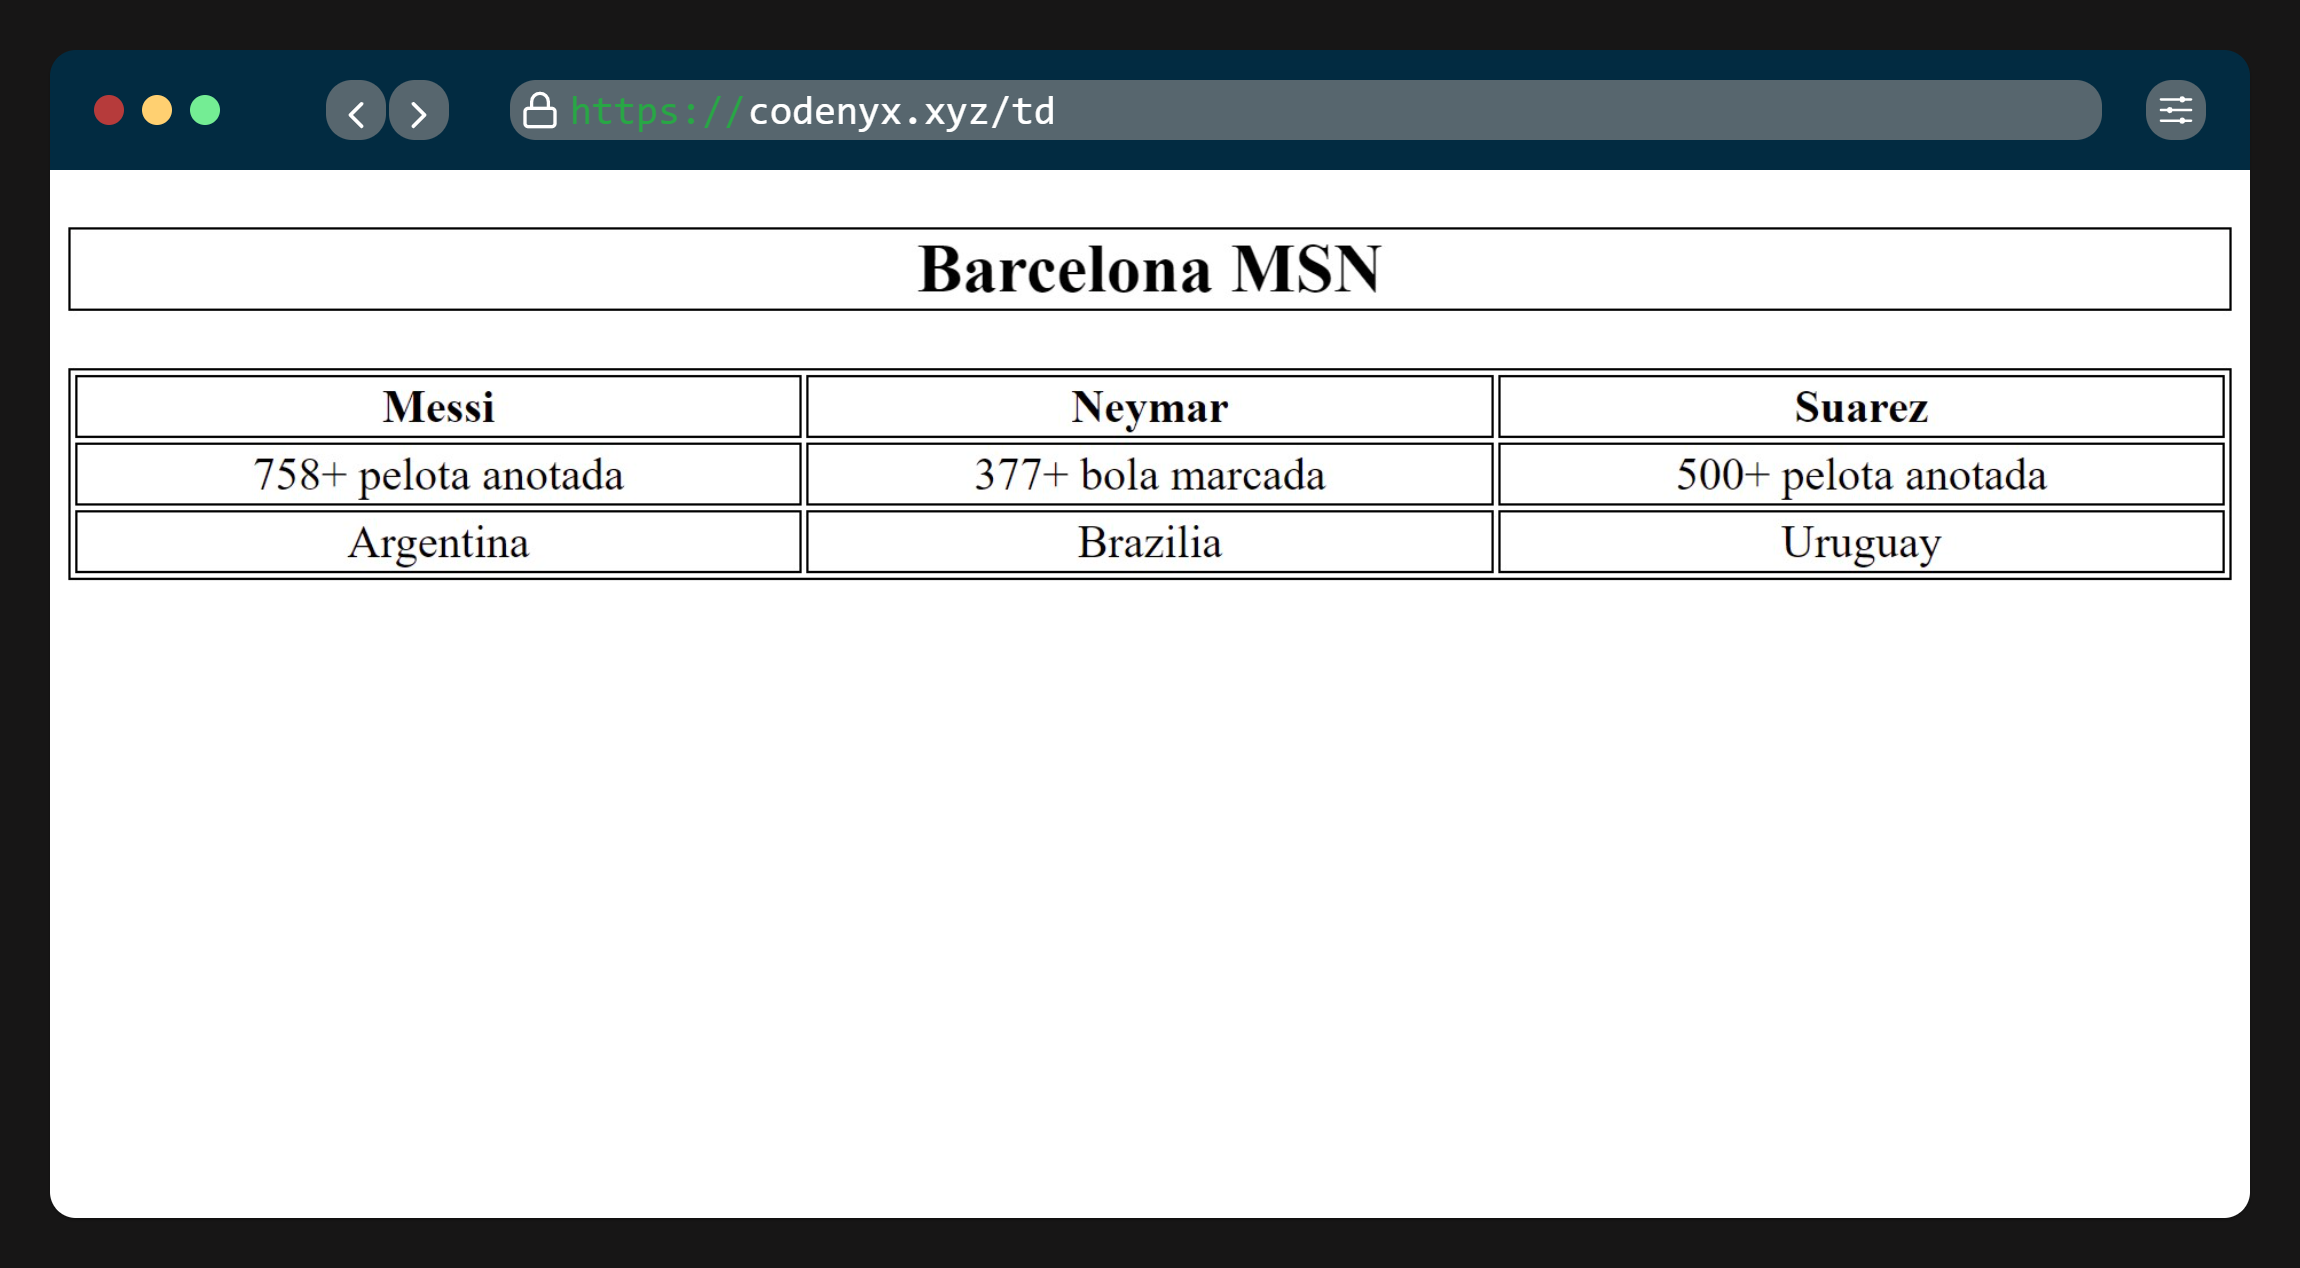 https://codenyx.xyz/td
Barcelona MSN
Messi Neymar Suarez
758+ pelota anotada 377+ bola marcada 500+ pelota anotada
Argentina Brazilia Uruguay